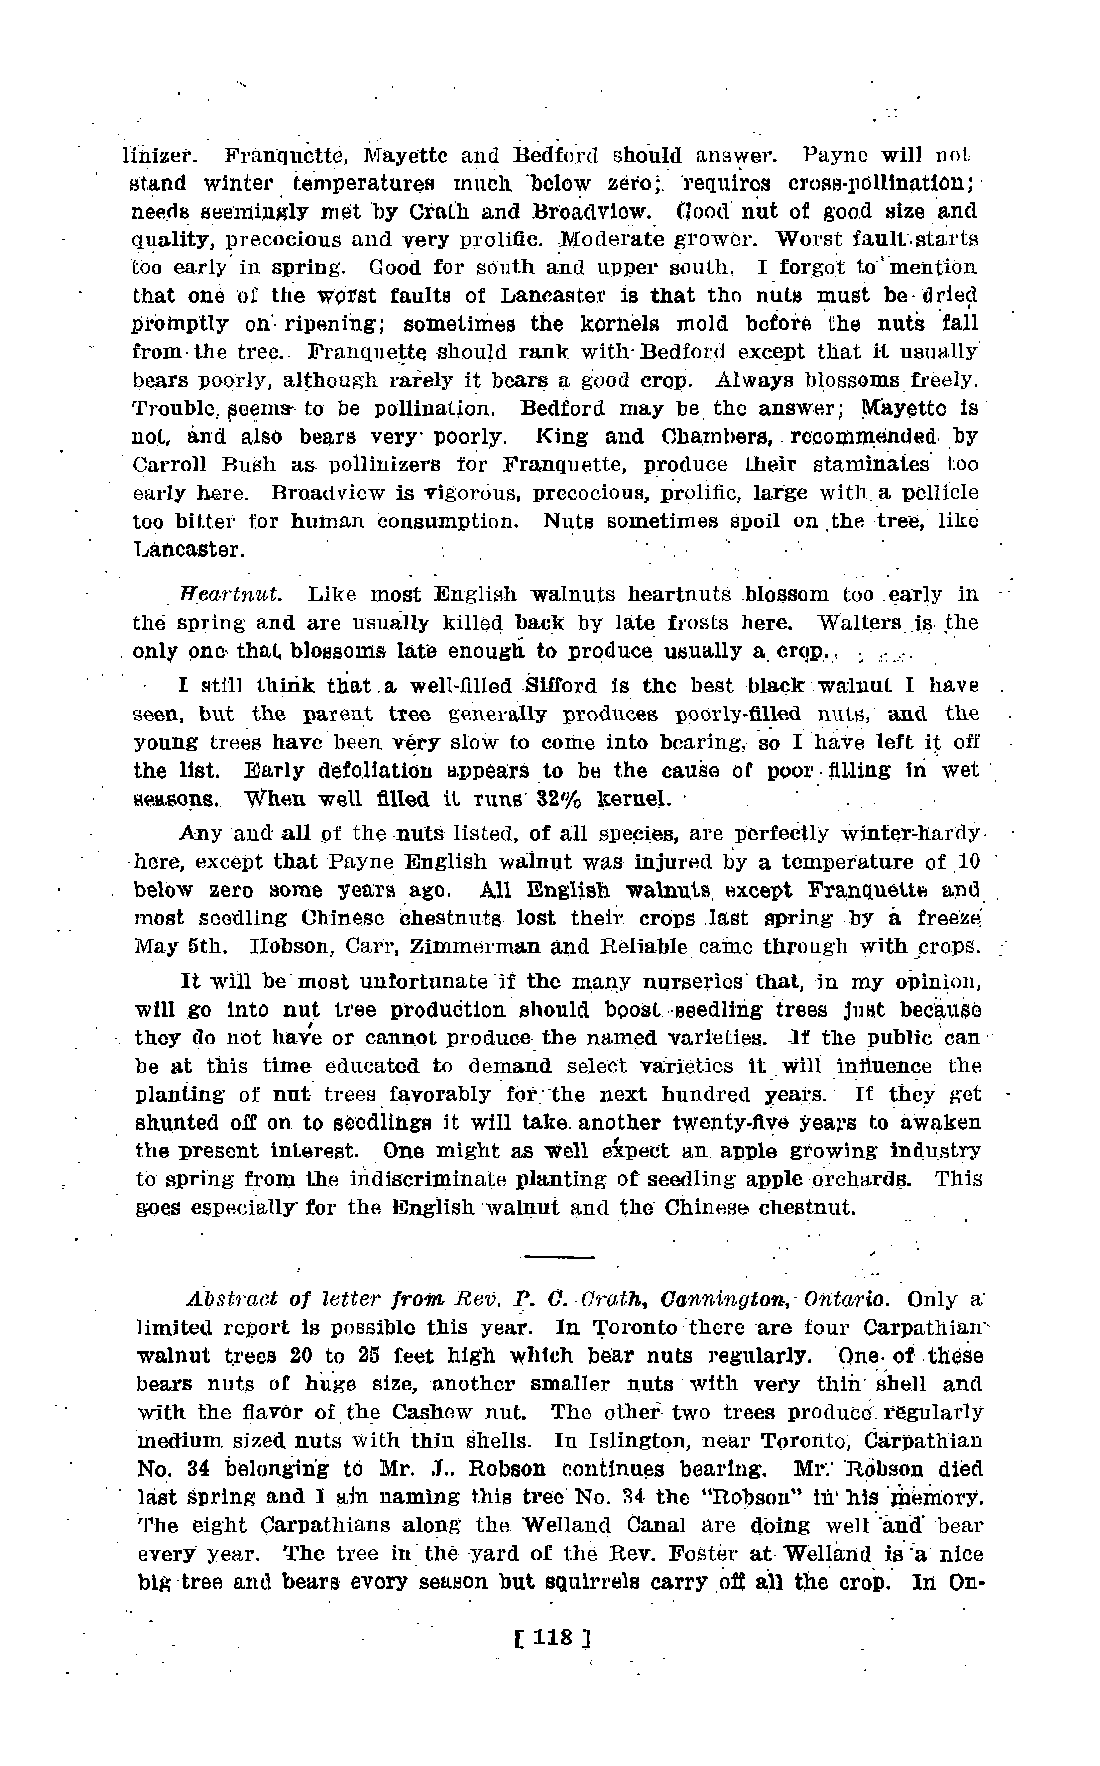 linizer. Franquette, Mayette and Bedford should answer. Payne will not
stand winter temperatures much below zero; requires cross-pollination;
needs seemingly met by Crath and Broadview. Good nut of good size and
quality, precocious and very prolific. Moderate grower. Worst fault starts
too early in spring. Good for south and upper south. I forgot to mention
that one of the worst faults of Lancaster is that the nuts must be dried
promptly on ripening; sometimes the kernels mold before the nuts fall
from the tree. Franquette should rank with Bedford except that it usually
bears poorly, although rarely it bears a good crop. Always blossoms freely.
Trouble seems to be pollination. Bedford may be the answer; Mayette is
not, and also bears very poorly. King and Chambers, recommended by
Carroll Bush as pollinizers for Franquette, produce their staminates too
early here. Broadview is vigorous, precocious, prolific, large with a pellicle
too bitter for human consumption. Nuts sometimes spoil on the tree, like
Lancaster.
Heartnut. Like most English walnuts heartnuts blossom too early in
the spring and are usually killed back by late frosts here. Walters is the
only one that blossoms late enough to produce usually a crop.
I still think that a well-filled Sifford is the best black walnut I have
seen, but the parent tree generally produces poorly-filled nuts, and the
young trees have been very slow to come into bearing, so I have left it off
the list. Early defoliation appears to be the cause of poor filling in wet
seasons. When well filled it runs 32% kernel.
Any and all of the nuts listed, of all species, are perfectly winter-hardy
here, except that Payne English walnut was injured by a temperature of 10
below zero some years ago. All English walnuts except Franquette and
most seedling Chinese chestnuts lost their crops last spring by a freeze
May 5th. Hobson, Carr, Zimmerman and Reliable came through with crops.
It will be most unfortunate if the many nurseries that, in my opinion,
will go into nut tree production should boost seedling trees just because
they do not have or cannot produce the named varieties. If the public can
be at this time educated to demand select varieties it will influence the
planting of nut trees favorably for the next hundred years. If they get
shunted off on to seedlings it will take another twenty-five years to awaken
the present interest. One might as well expect an apple growing industry
to spring from the indiscriminate planting of seedling apple orchards. This
goes especially for the English walnut and the Chinese chestnut.
Abstract of letter from Rev. P. C. Crath, Cannington, Ontario. Only a
limited report is possible this year. In Toronto there are four Carpathian
walnut trees 20 to 25 feet high which bear nuts regularly. One of these
bears nuts of huge size, another smaller nuts with very thin shell and
with the flavor of the Cashew nut. The other two trees produce regularly
medium sized nuts with thin shells. In Islington, near Toronto, Carpathian
No. 34 belonging to Mr. J. Robson continues bearing. Mr. Robson died
last spring and I am naming this tree No. 34 the "Robson" in his memory.
The eight Carpathians along the Welland Canal are doing well and bear
every year. The tree in the yard of the Rev. Foster at Welland is a nice
big tree and bears every season but squirrels carry off all the crop. In On-
[ 118 ]